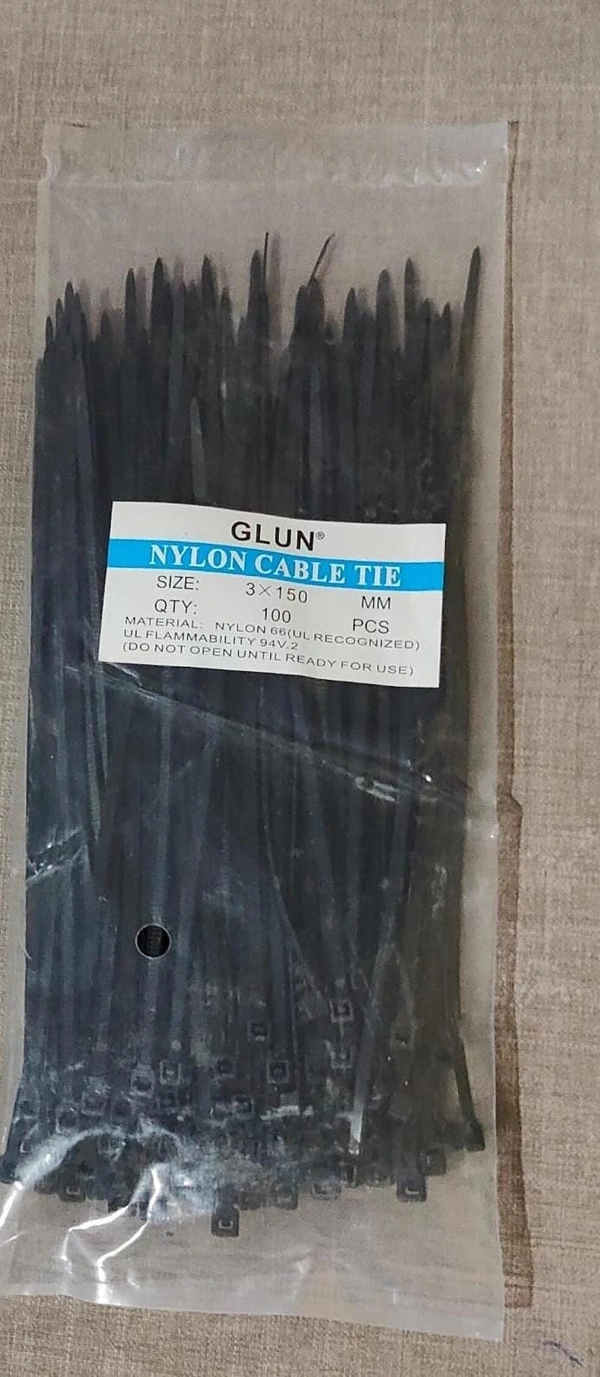 GLUN®
NYLON CABLE TIE
SIZE: 3×150 MM
QTY: 100 PCS
MATERIAL: NYLON 66(UL RECOGNIZED)
UL FLAMMABILITY 94V.2
(DO NOT OPEN UNTIL READY FOR USE)